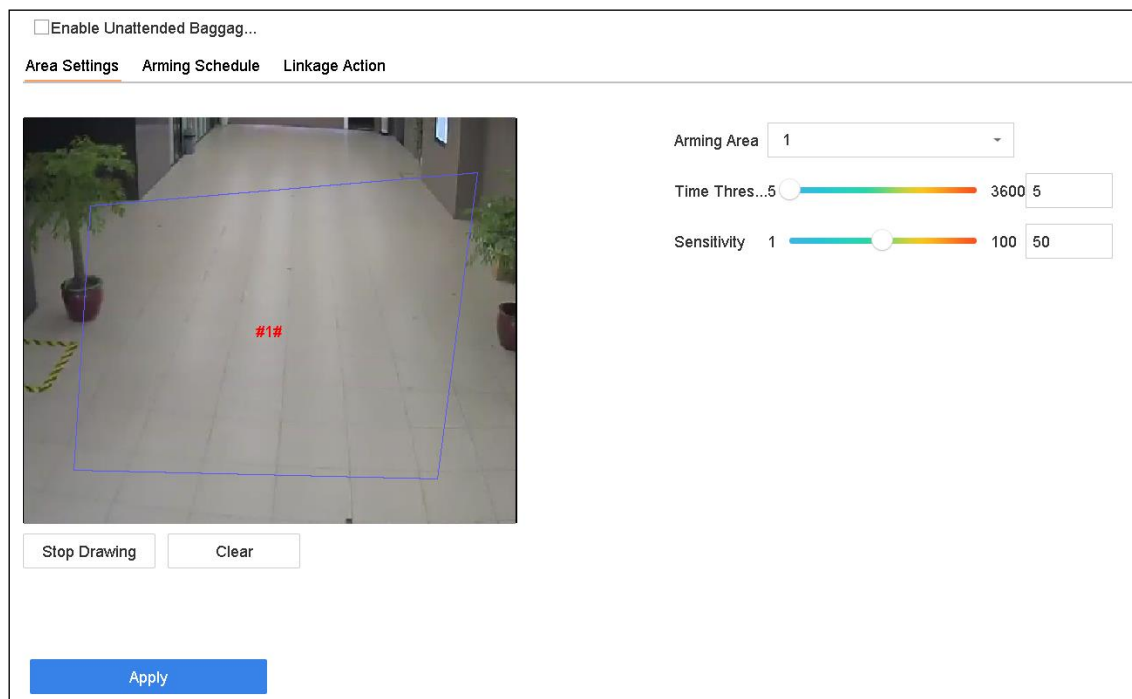 Enable Unattended Baggag...
Area Settings Arming Schedule Linkage Action
Arming Area 1
Time Thres...5 3600 5
Sensitivity 1 100 50
#1#
Stop Drawing Clear
Apply